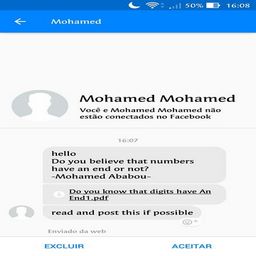 50% 16:08
Mohamed
Mohamed Mohamed
Você e Mohamed Mohamed não
estão conectados no Facebook
16:07
hello
Do you believe that numbers
have an end or not?
-Mohamed Ababou-
Do you know that digits have An
End1.pdf
read and post this if possible
Enviado da web
EXCLUIR
ACEITAR